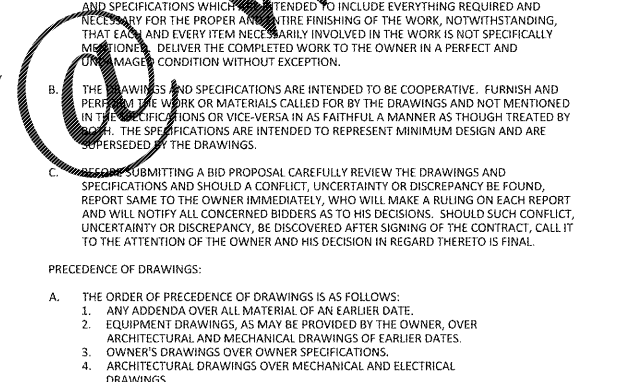 AND SPECIFICATIONS WHICH INTENDED TO INCLUDE EVERYTHING REQUIRED AND
NECESSARY FOR THE PROPER AND ENTIRE FINISHING OF THE WORK, NOTWITHSTANDING,
THAT EACH AND EVERY ITEM NECESSARILY INVOLVED IN THE WORK IS NOT SPECIFICALLY
MENTIONED. DELIVER THE COMPLETED WORK TO THE OWNER IN A PERFECT AND
UNDAMAGED CONDITION WITHOUT EXCEPTION.
B. THE DRAWINGS AND SPECIFICATIONS ARE INTENDED TO BE COOPERATIVE. FURNISH AND
PERFORM THE WORK OR MATERIALS CALLED FOR BY THE DRAWINGS AND NOT MENTIONED
IN THE SPECIFICATIONS OR VICE-VERSA IN AS FAITHFUL A MANNER AS THOUGH TREATED BY
BOTH. THE SPECIFICATIONS ARE INTENDED TO REPRESENT MINIMUM DESIGN AND ARE
SUPERSEDED BY THE DRAWINGS.
C. BEFORE SUBMITTING A BID PROPOSAL CAREFULLY REVIEW THE DRAWINGS AND
SPECIFICATIONS AND SHOULD A CONFLICT, UNCERTAINTY OR DISCREPANCY BE FOUND,
REPORT SAME TO THE OWNER IMMEDIATELY, WHO WILL MAKE A RULING ON EACH REPORT
AND WILL NOTIFY ALL CONCERNED BIDDERS AS TO HIS DECISIONS. SHOULD SUCH CONFLICT,
UNCERTAINTY OR DISCREPANCY, BE DISCOVERED AFTER SIGNING OF THE CONTRACT, CALL IT
TO THE ATTENTION OF THE OWNER AND HIS DECISION IN REGARD THERETO IS FINAL.
PRECEDENCE OF DRAWINGS:
A. THE ORDER OF PRECEDENCE OF DRAWINGS IS AS FOLLOWS:
1. ANY ADDENDA OVER ALL MATERIAL OF AN EARLIER DATE.
2. EQUIPMENT DRAWINGS, AS MAY BE PROVIDED BY THE OWNER, OVER
ARCHITECTURAL AND MECHANICAL DRAWINGS OF EARLIER DATES.
3. OWNER'S DRAWINGS OVER OWNER SPECIFICATIONS.
4. ARCHITECTURAL DRAWINGS OVER MECHANICAL AND ELECTRICAL
DRAWINGS